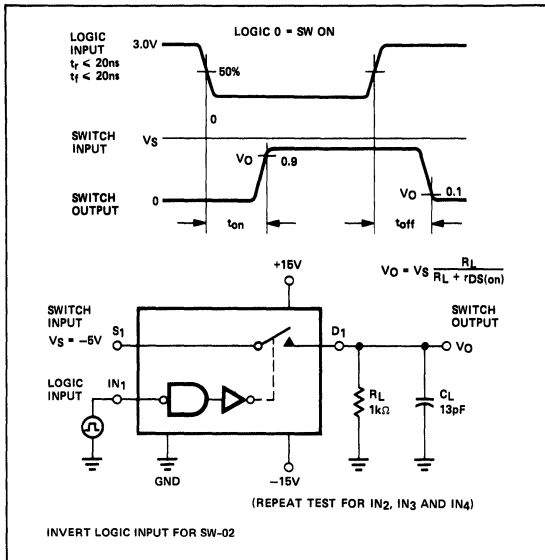 LOGIC 0 = SW ON
LOGIC
INPUT
tr ≤ 20ns
tf ≤ 20ns
3.0V
50%
0
SWITCH
INPUT
VS
VO
0.9
SWITCH
OUTPUT
0
VO
0.1
ton
toff
VO = VS RL / RL + rDS(on)
+15V
SWITCH
INPUT
VS = −5V
S1
D1
SWITCH
OUTPUT
VO
LOGIC
INPUT
IN1
RL
1kΩ
CL
13pF
GND
−15V
(REPEAT TEST FOR IN2, IN3 AND IN4)
INVERT LOGIC INPUT FOR SW-02